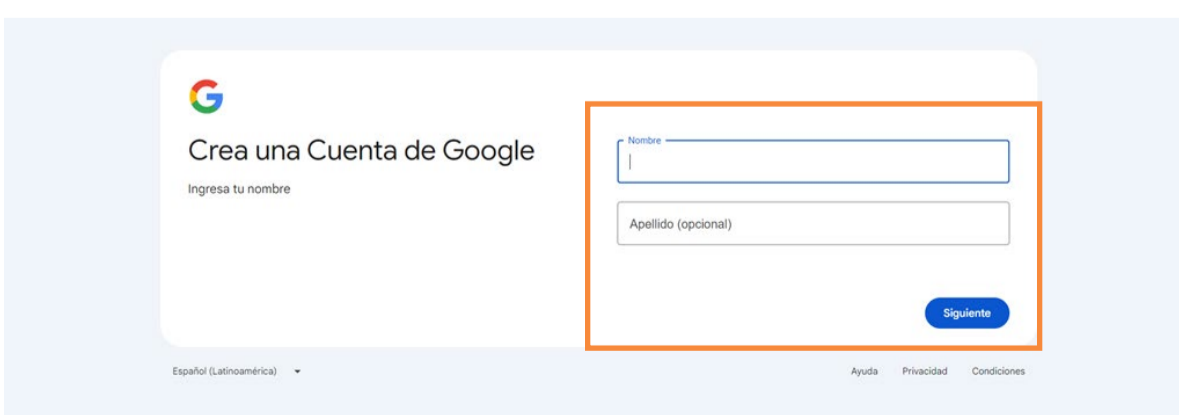 Crea una Cuenta de Google
Ingresa tu nombre
Nombre
Apellido (opcional)
Siguiente
Español (Latinoamérica)
Ayuda Privacidad Condiciones